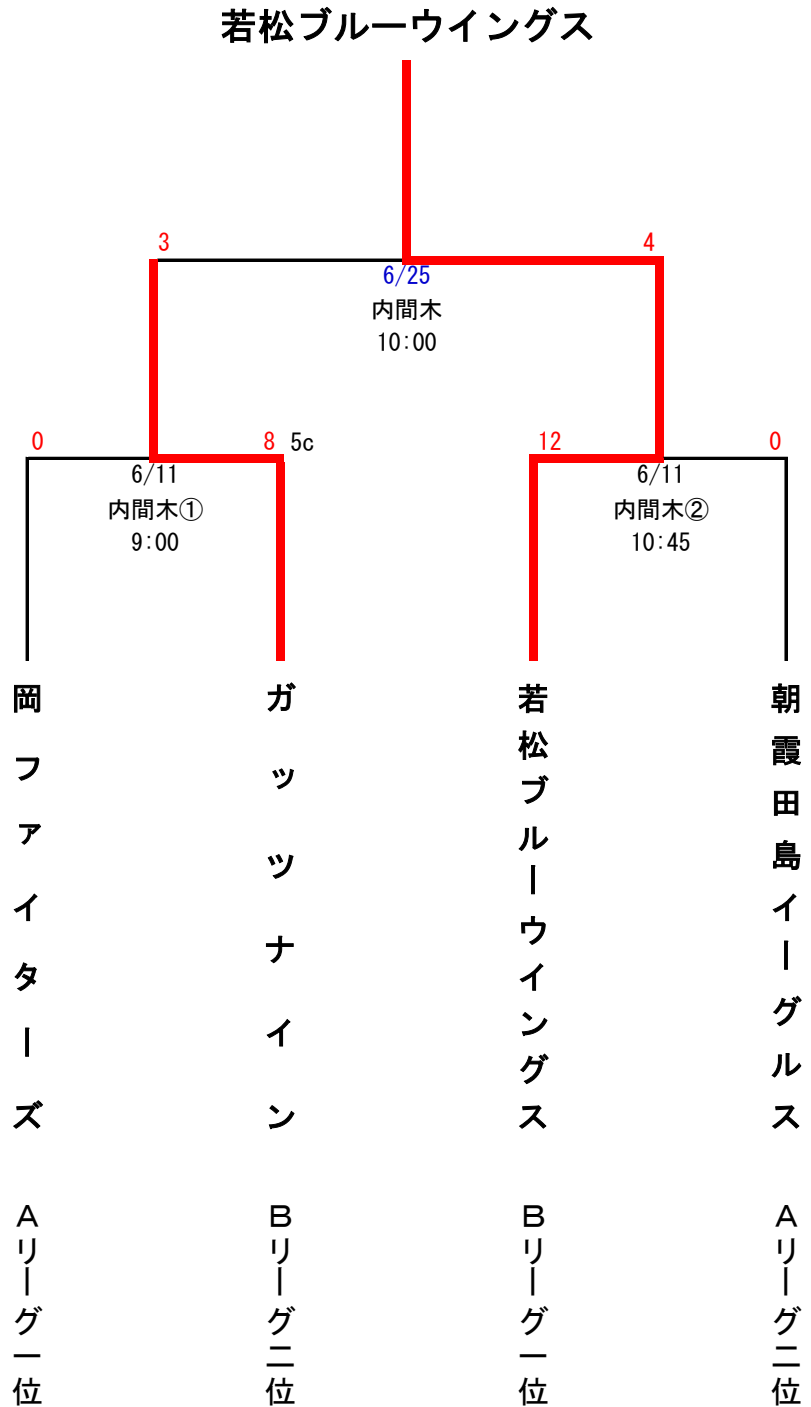 若松ブルーウイングス
3
4
6/25
内間木
10:00
0
8
5c
12
0
6/11
内間木①
9:00
6/11
内間木②
10:45
岡ファイターズ
ガッツナイン
若松ブルーウイングス
朝霞田島イーグルス
Aリーグ一位
Bリーグ二位
Bリーグ一位
Aリーグ二位